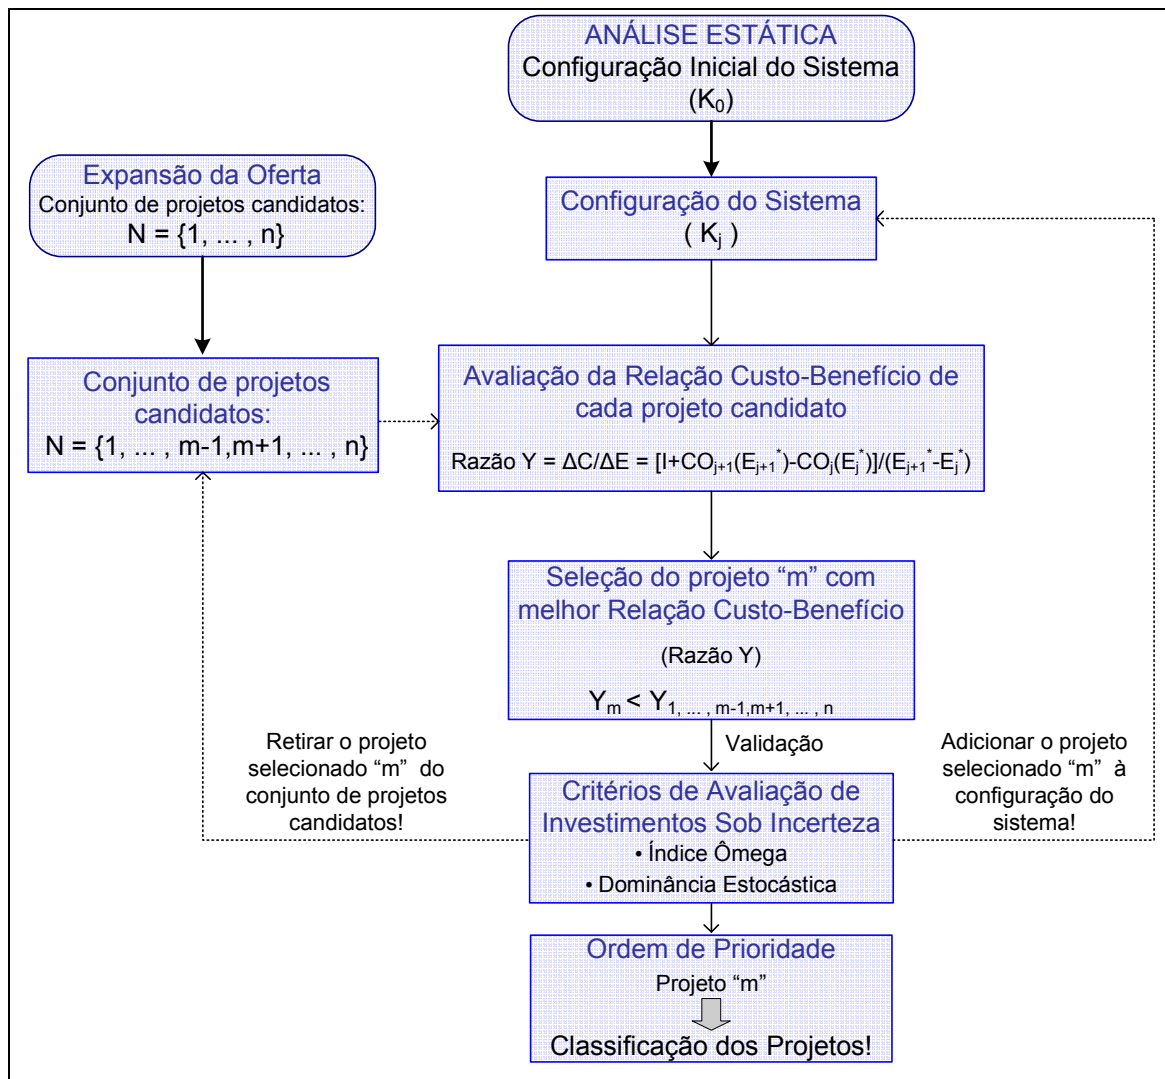 ANÁLISE ESTÁTICA
Configuração Inicial do Sistema
(K₀)
Expansão da Oferta
Conjunto de projetos candidatos:
N = {1, ... , n}
Configuração do Sistema
( Kⱼ )
Conjunto de projetos
candidatos:
N = {1, ... , m-1,m+1, ... , n}
Avaliação da Relação Custo-Benefício de
cada projeto candidato
Razão Y = ΔC/ΔE = [I+COⱼ₊₁(Eⱼ₊₁*)-COⱼ(Eⱼ*)]/(Eⱼ₊₁*-Eⱼ*)
Seleção do projeto “m” com
melhor Relação Custo-Benefício
(Razão Y)
Yₘ < Y₁, ... , m-1,m+1, ... , n
Validação
Retirar o projeto
selecionado “m” do
conjunto de projetos
candidatos!
Adicionar o projeto
selecionado “m” à
configuração do
sistema!
Critérios de Avaliação de
Investimentos Sob Incerteza
• Índice Ômega
• Dominância Estocástica
Ordem de Prioridade
Projeto “m”
Classificação dos Projetos!